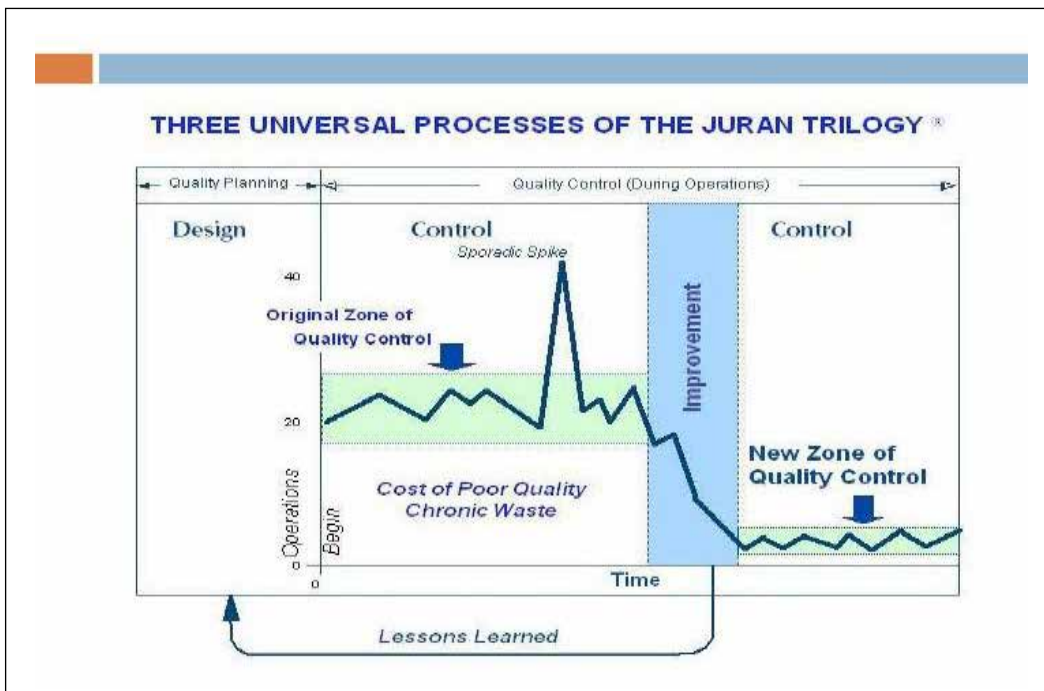 THREE UNIVERSAL PROCESSES OF THE JURAN TRILOGY ®
Quality Planning
Quality Control (During Operations)
Design
Control
Control
Sporadic Spike
40
Original Zone of
Quality Control
Improvement
20
New Zone of
Quality Control
Cost of Poor Quality
Chronic Waste
Operations
Begin
0
0
Time
Lessons Learned